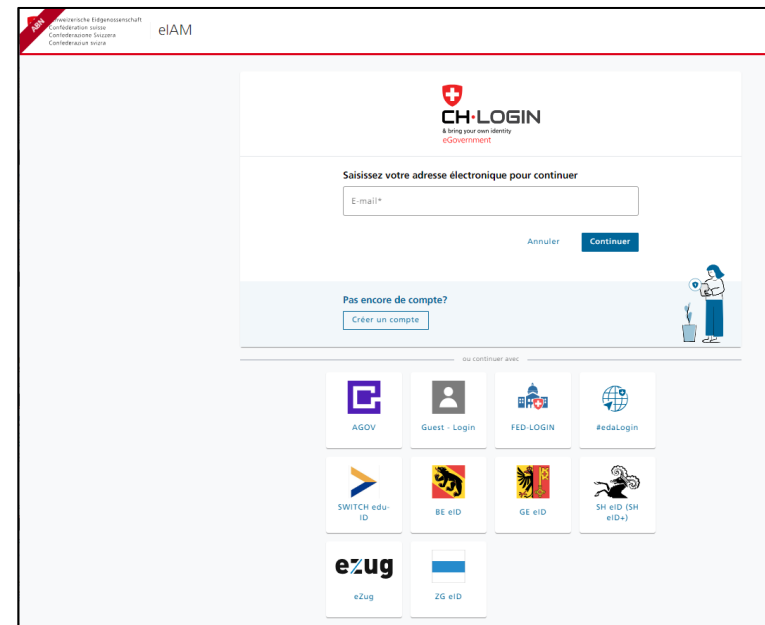 ABN
Schweizerische Eidgenossenschaft
Confédération suisse
Confederazione Svizzera
Confederaziun svizra
eIAM
CH·LOGIN
& bring your own identity
eGovernment
Saisissez votre adresse électronique pour continuer
E-mail*
Annuler
Continuer
Pas encore de compte?
Créer un compte
ou continuer avec
AGOV
Guest - Login
FED-LOGIN
#edaLogin
SWITCH edu-
ID
BE eID
GE eID
SH eID (SH
eID+)
ezug
eZug
ZG eID